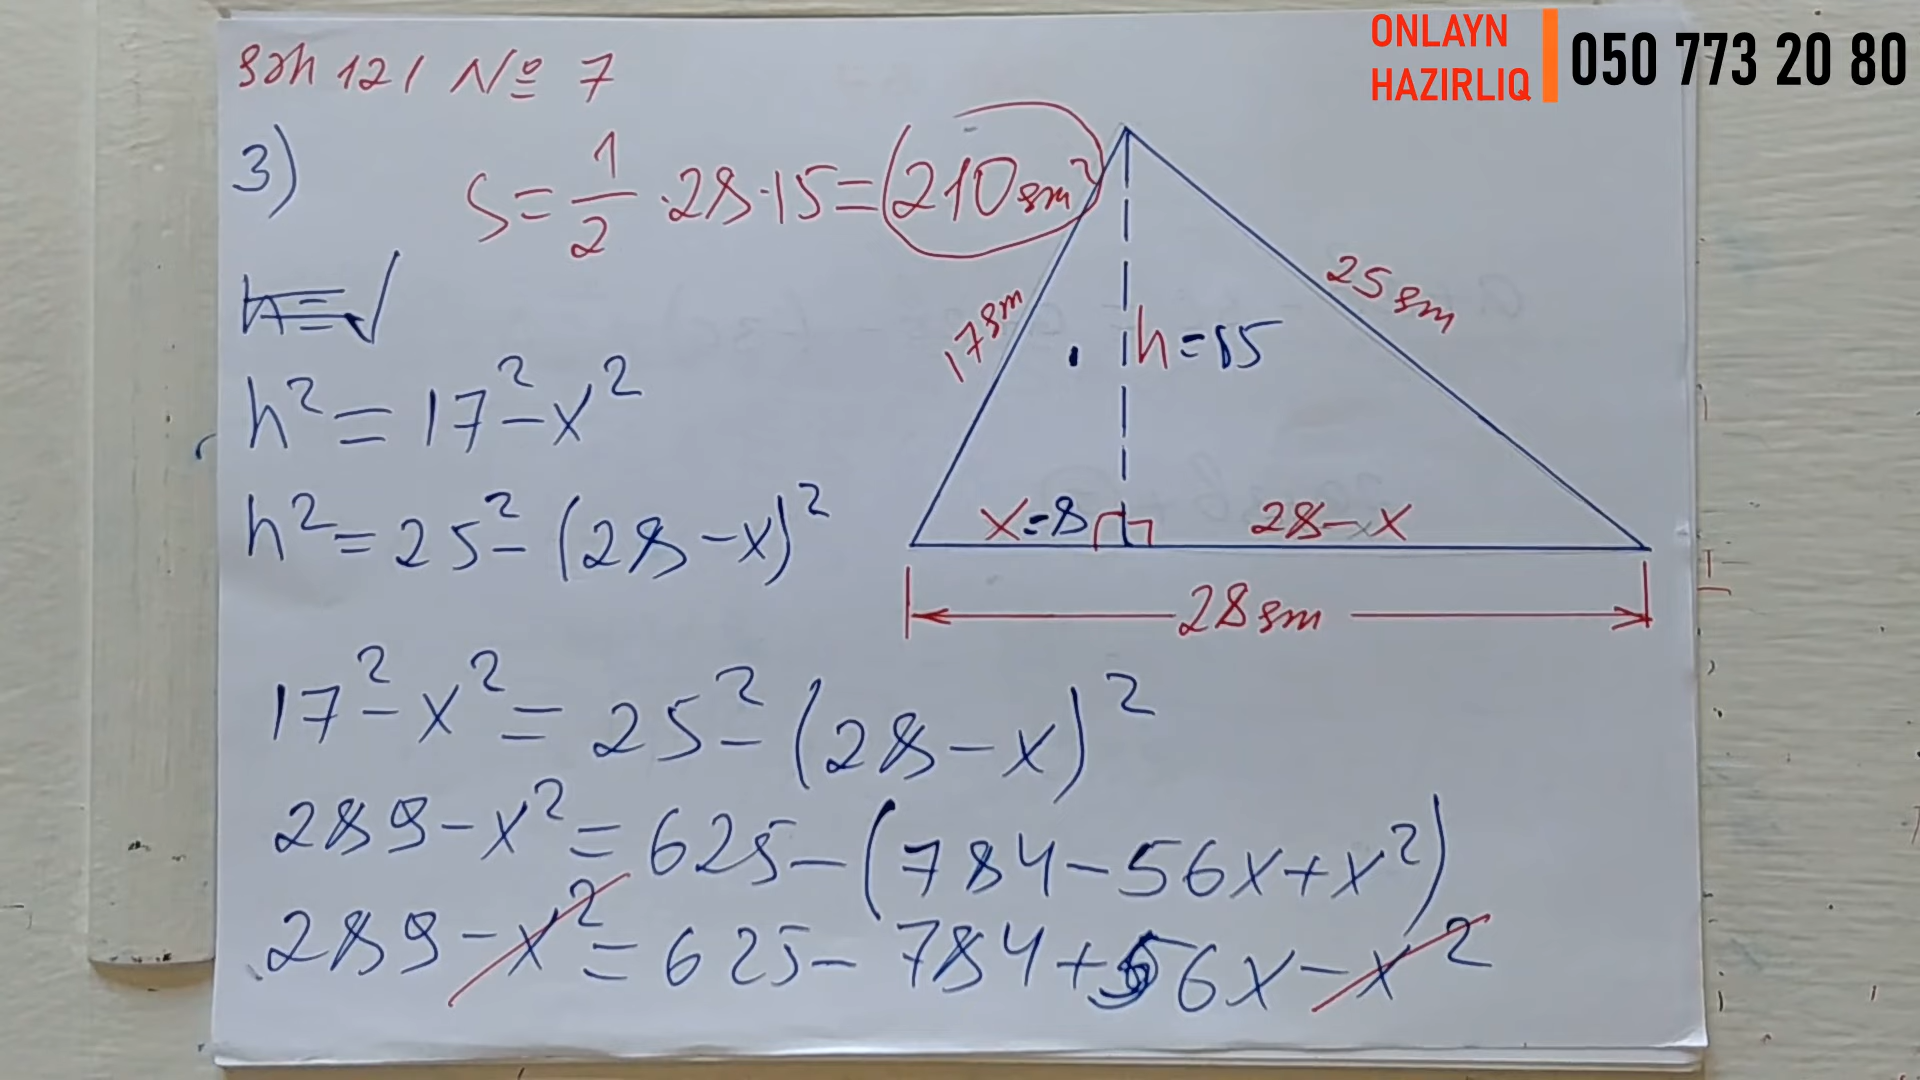 ONLAYN
HAZIRLIQ
050 773 20 80
səh 121 № 7
3)
S = 1/2 · 28 · 15 = 210 sm²
h = √
h² = 17² - x²
h² = 25² - (28 - x)²
17 sm
25 sm
h = 15
x = 8
28 - x
28 sm
17² - x² = 25² - (28 - x)²
289 - x² = 625 - (784 - 56x + x²)
289 - x² = 625 - 784 + 56x - x²